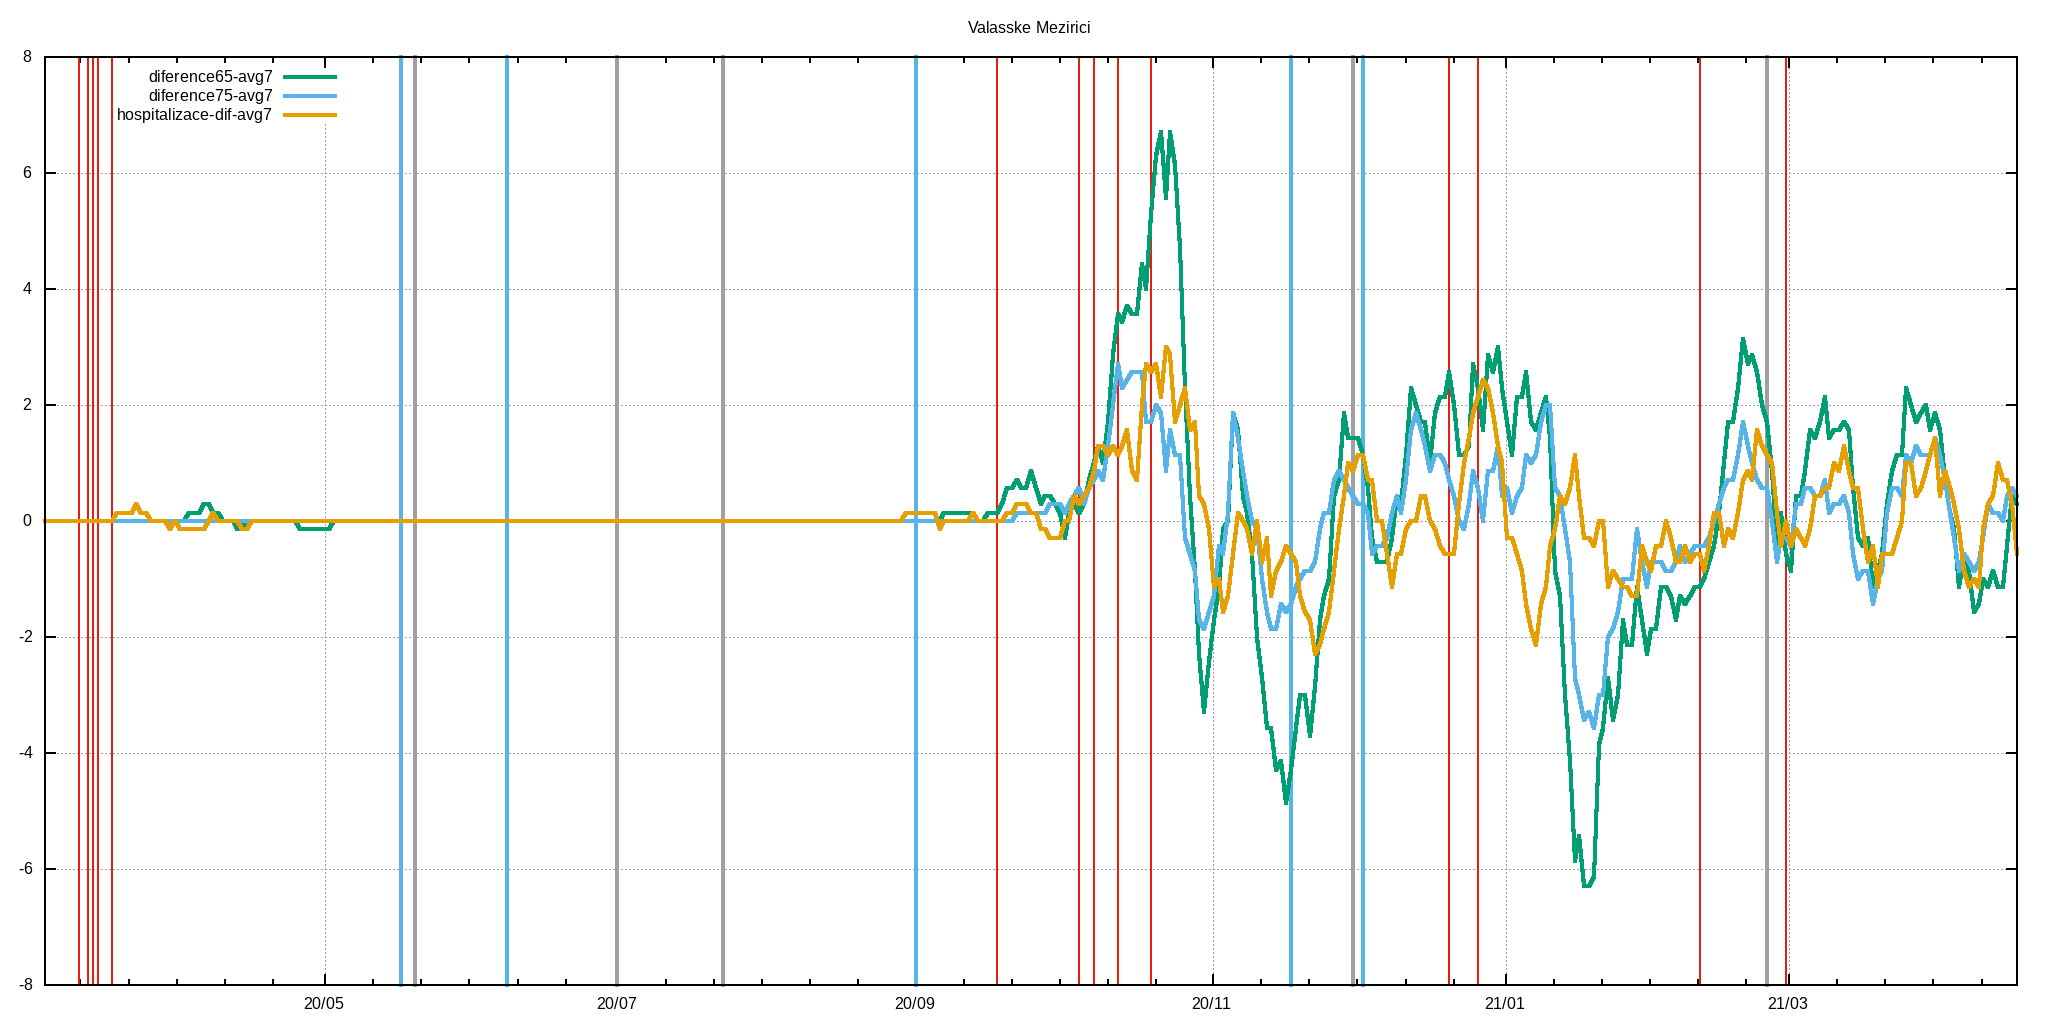 Valasske Mezirici
8
diference65-avg7
diference75-avg7
hospitalizace-dif-avg7
6
4
2
0
-2
-4
-6
-8
20/05 20/07 20/09 20/11 21/01 21/03